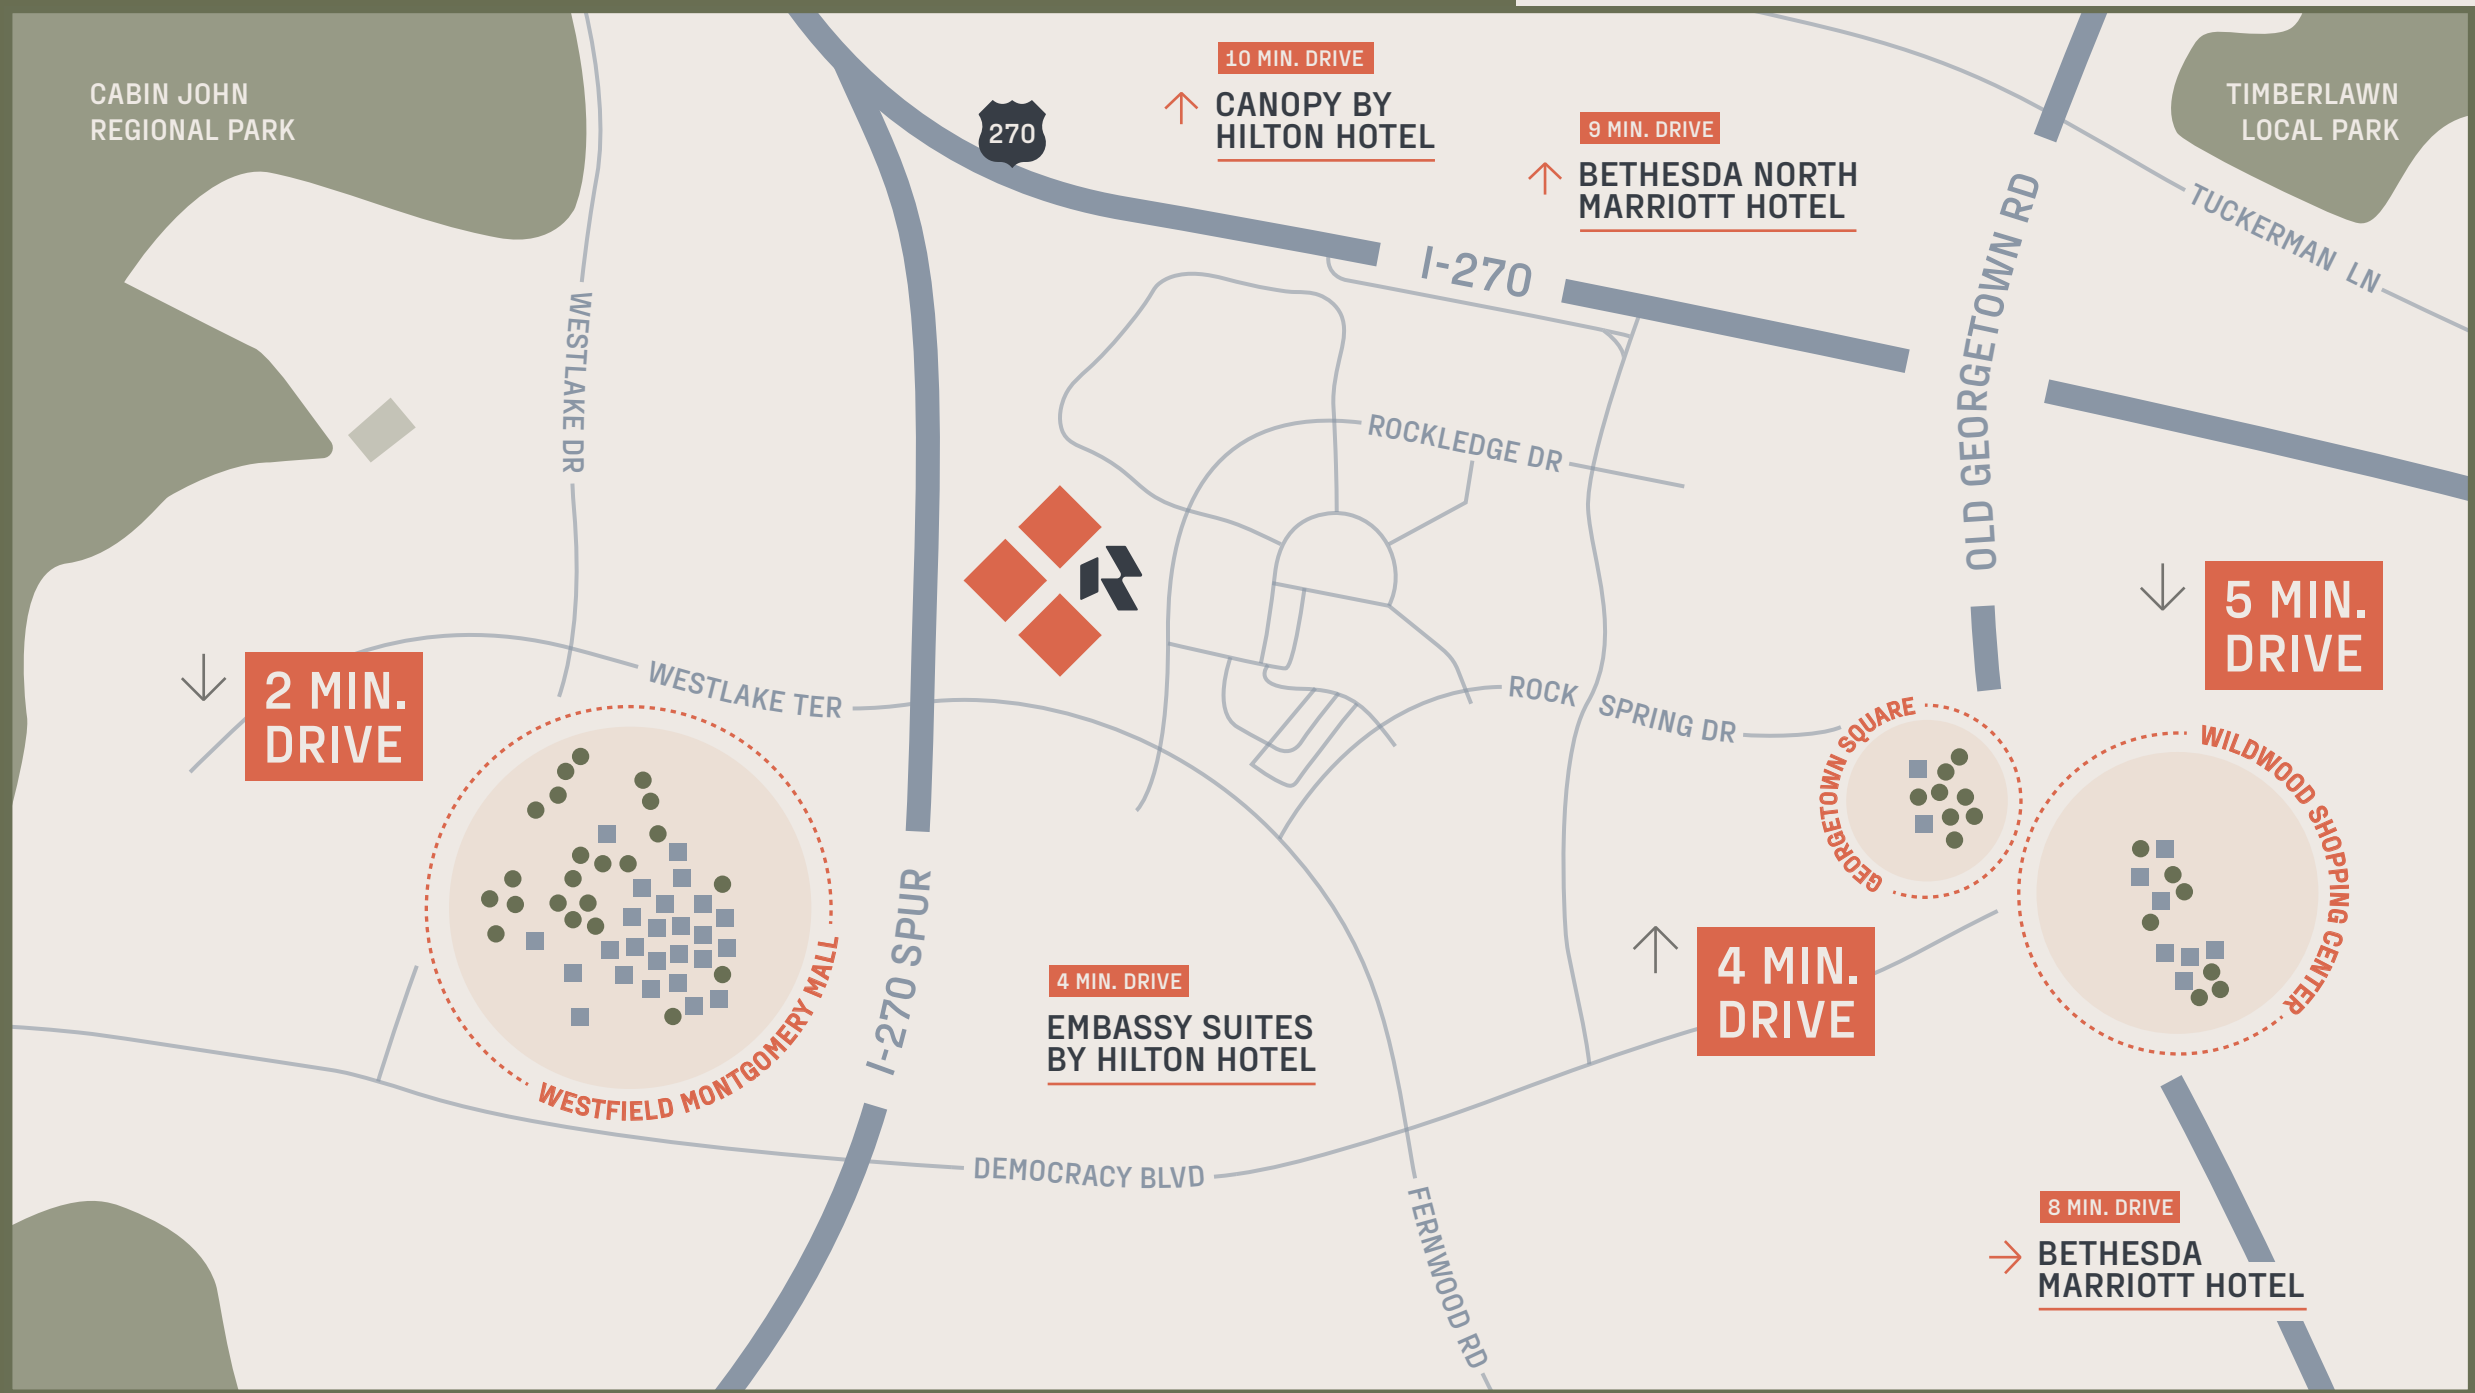 CABIN JOHN
REGIONAL PARK
10 MIN. DRIVE
CANOPY BY
HILTON HOTEL
270
9 MIN. DRIVE
BETHESDA NORTH
MARRIOTT HOTEL
TIMBERLAWN
LOCAL PARK
TUCKERMAN LN
I-270
OLD GEORGETOWN RD
WESTLAKE DR
ROCKLEDGE DR
5 MIN.
DRIVE
2 MIN.
DRIVE
WESTLAKE TER
ROCK SPRING DR
GEORGETOWN SQUARE
WILDWOOD SHOPPING CENTER
I-270 SPUR
WESTFIELD MONTGOMERY MALL
4 MIN.
DRIVE
4 MIN. DRIVE
EMBASSY SUITES
BY HILTON HOTEL
DEMOCRACY BLVD
FERNWOOD RD
8 MIN. DRIVE
BETHESDA
MARRIOTT HOTEL